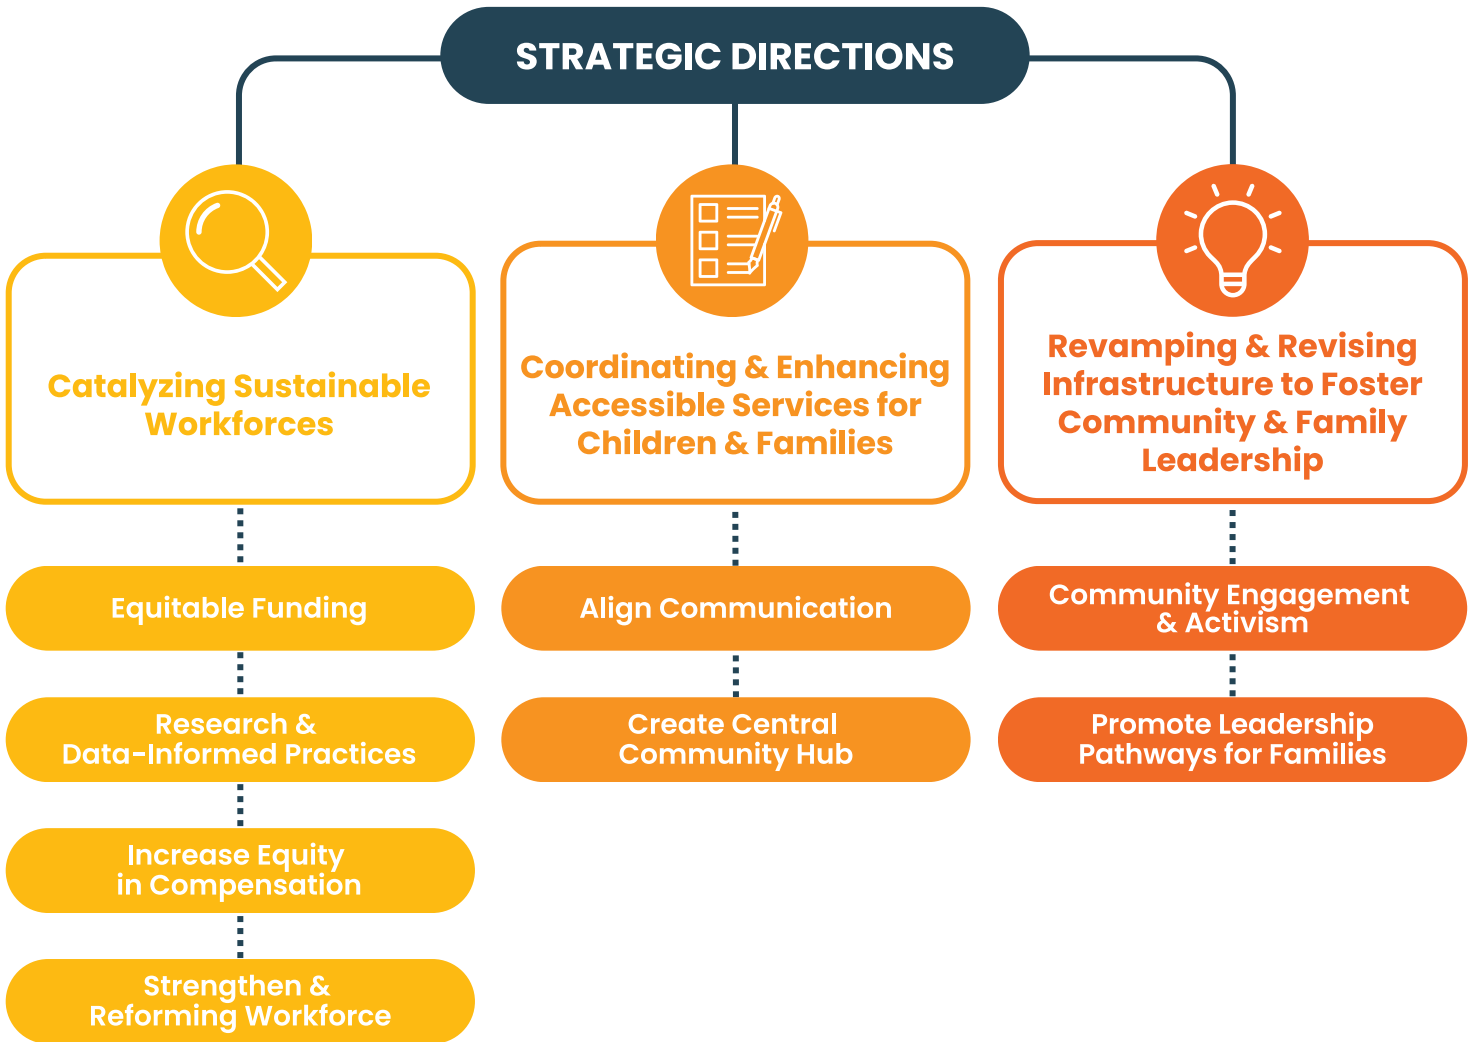 STRATEGIC DIRECTIONS
Catalyzing Sustainable
Workforces
Equitable Funding
Research &
Data-Informed Practices
Increase Equity
in Compensation
Strengthen &
Reforming Workforce
Coordinating & Enhancing
Accessible Services for
Children & Families
Align Communication
Create Central
Community Hub
Revamping & Revising
Infrastructure to Foster
Community & Family
Leadership
Community Engagement
& Activism
Promote Leadership
Pathways for Families